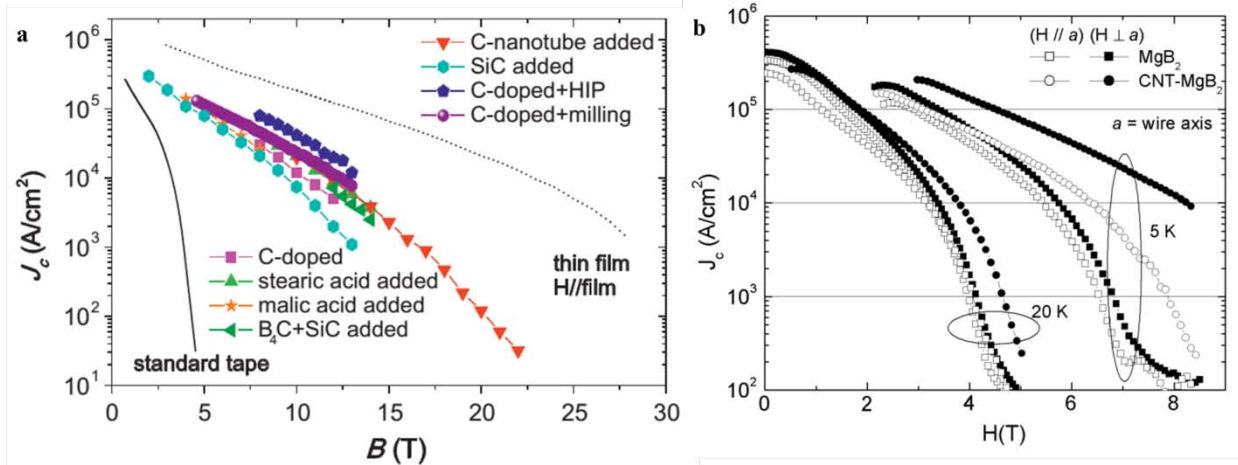 a
10^6
10^5
10^4
10^3
10^2
10^1
J_c (A/cm^2)
C-nanotube added
SiC added
C-doped+HIP
C-doped+milling
C-doped
stearic acid added
malic acid added
B_4C+SiC added
standard tape
thin film
H//film
0 5 10 15 20 25 30
B (T)
b
10^6
10^5
10^4
10^3
10^2
J_c (A/cm^2)
(H // a) (H ⊥ a)
MgB_2
CNT-MgB_2
a = wire axis
5 K
20 K
0 2 4 6 8
H(T)